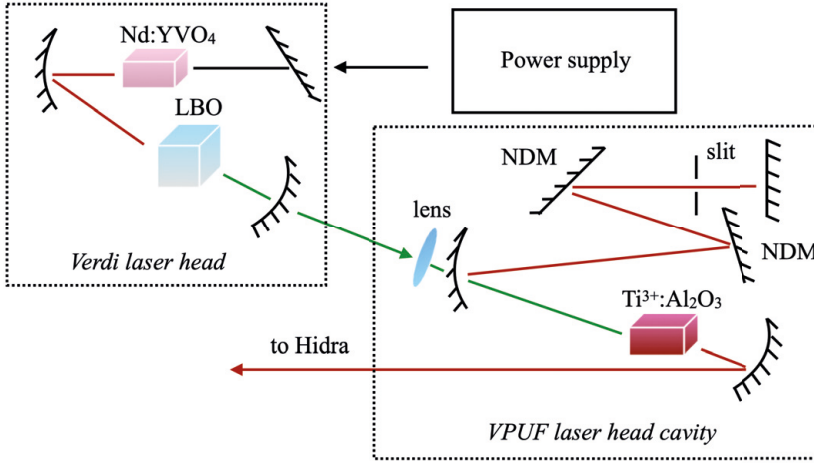 Nd:YVO₄
Power supply
LBO
NDM
slit
lens
NDM
Verdi laser head
Ti³⁺:Al₂O₃
to Hidra
VPUF laser head cavity